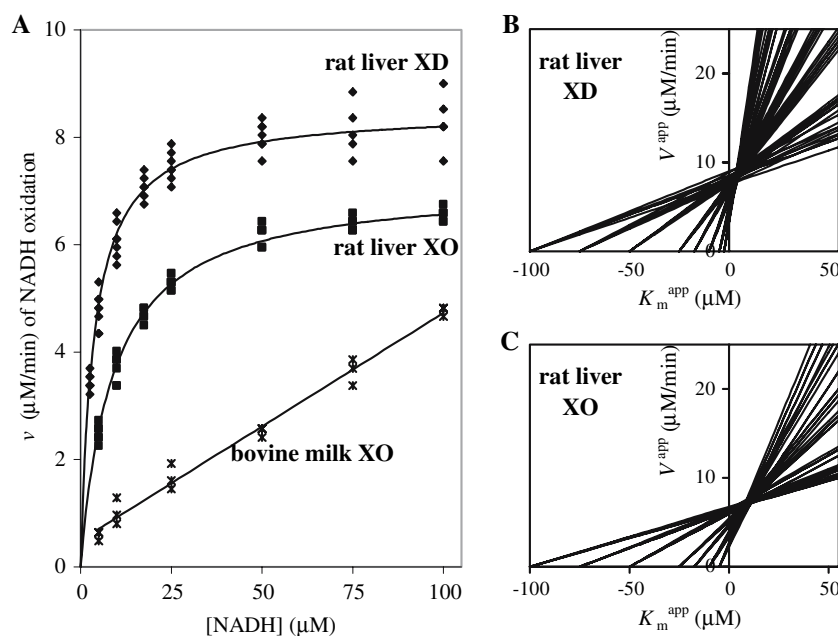 A
v (μM/min) of NADH oxidation
10
8
6
4
2
0
rat liver XD
rat liver XO
bovine milk XO
0
25
50
75
100
[NADH] (μM)
B
rat liver
XD
V^app (μM/min)
20
10
0
-100
-50
0
50
K_m^app (μM)
C
rat liver
XO
V^app (μM/min)
20
10
0
-100
-50
0
50
K_m^app (μM)